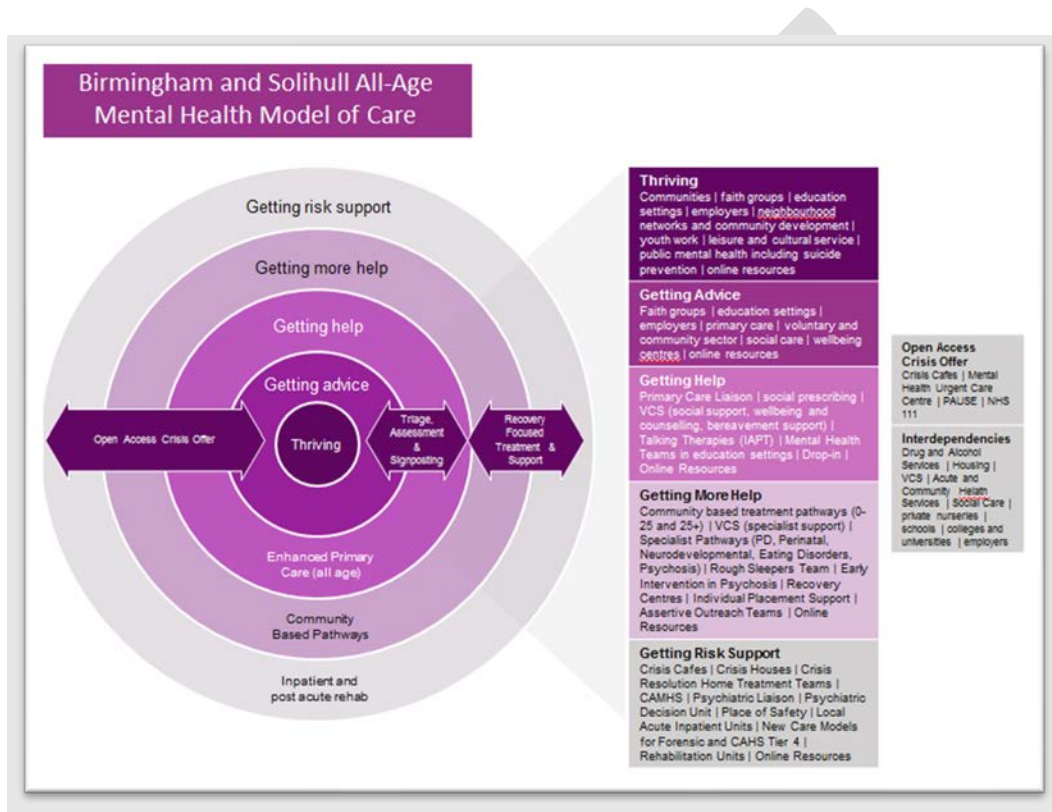 Birmingham and Solihull All-Age
Mental Health Model of Care
Getting risk support
Getting more help
Getting help
Getting advice
Thriving
Open Access Crisis Offer
Triage,
Assessment
&
Signposting
Recovery
Focused
Treatment &
Support
Enhanced Primary
Care (all age)
Community
Based Pathways
Inpatient and
post acute rehab
Thriving
Communities | faith groups | education
settings | employers | neighbourhood
networks and community development |
youth work | leisure and cultural service |
public mental health including suicide
prevention | online resources
Getting Advice
Faith groups | education settings |
employers | primary care | voluntary and
community sector | social care | wellbeing
centres | online resources
Getting Help
Primary Care Liaison | social prescribing |
VCS (social support, wellbeing and
counselling, bereavement support) |
Talking Therapies (IAPT) | Mental Health
Teams in education settings | Drop-in |
Online Resources
Getting More Help
Community based treatment pathways (0-
25 and 25+) | VCS (specialist support) |
Specialist Pathways (PD, Perinatal,
Neurodevelopmental, Eating Disorders,
Psychosis) | Rough Sleepers Team | Early
Intervention in Psychosis | Recovery
Centres | Individual Placement Support |
Assertive Outreach Teams | Online
Resources
Getting Risk Support
Crisis Cafes | Crisis Houses | Crisis
Resolution Home Treatment Teams |
CAMHS | Psychiatric Liaison | Psychiatric
Decision Unit | Place of Safety | Local
Acute Inpatient Units | New Care Models
for Forensic and CAHS Tier 4 |
Rehabilitation Units | Online Resources
Open Access
Crisis Offer
Crisis Cafes | Mental
Health Urgent Care
Centre | PAUSE | NHS
111
Interdependencies
Drug and Alcohol
Services | Housing |
VCS | Acute and
Community Helath
Services | Social Care |
private nurseries |
schools | colleges and
universities | employers